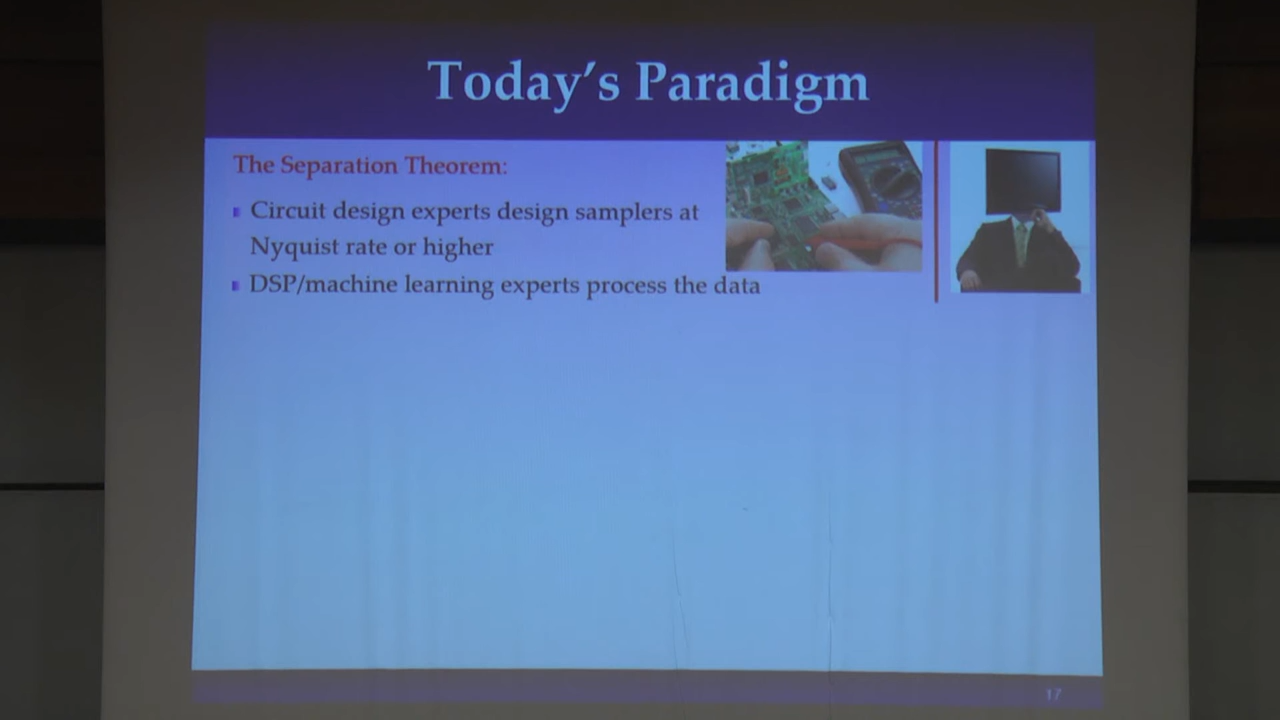 Today's Paradigm
The Separation Theorem:
Circuit design experts design samplers at
Nyquist rate or higher
DSP/machine learning experts process the data
17